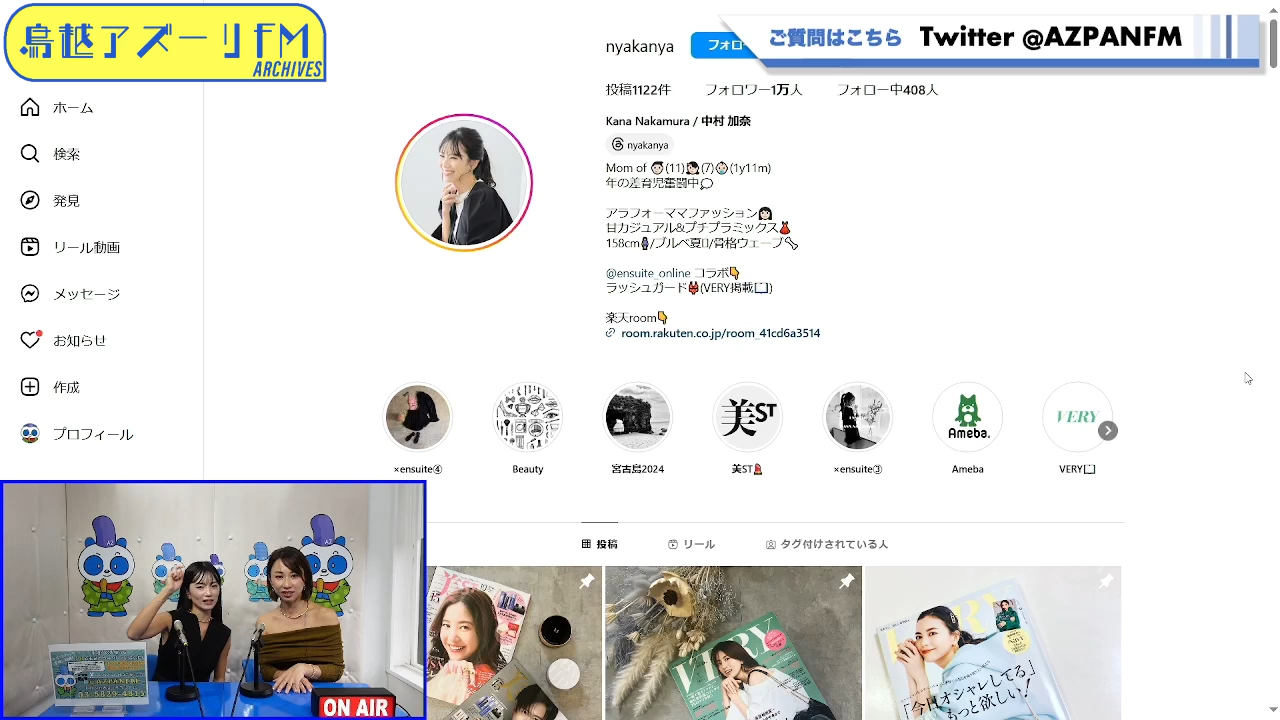 鳥越アズーリFM
ARCHIVES
ご質問はこちら Twitter @AZPANFM
nyakanya
フォロ
投稿1122件 フォロワー1万人 フォロー中408人
Kana Nakamura / 中村 加奈
nyakanya
Mom of 👦🏻(11)👧🏻(7)👶🏻(1y11m)
年の差育児奮闘中💭
アラフォーママファッション👩🏻
甘カジュアル&プチプラミックス👗
158cm🧍‍♀️/ブルベ夏/骨格ウェーブ🦴
@ensuite_online コラボ👇
ラッシュガード👙(VERY掲載📖)
楽天room👇
room.rakuten.co.jp/room_41cd6a3514
ホーム
検索
発見
リール動画
メッセージ
お知らせ
作成
プロフィール
美ST
Ameba.
VERY
×ensuite④ Beauty 宮古島2024 美ST💄 ×ensuite③ Ameba VERY📖
投稿 リール タグ付けされている人
VERY
VERY
「今日オシャレしてる」
もっと欲しい!
@AZPANFM
03-5829-4815
ON AIR